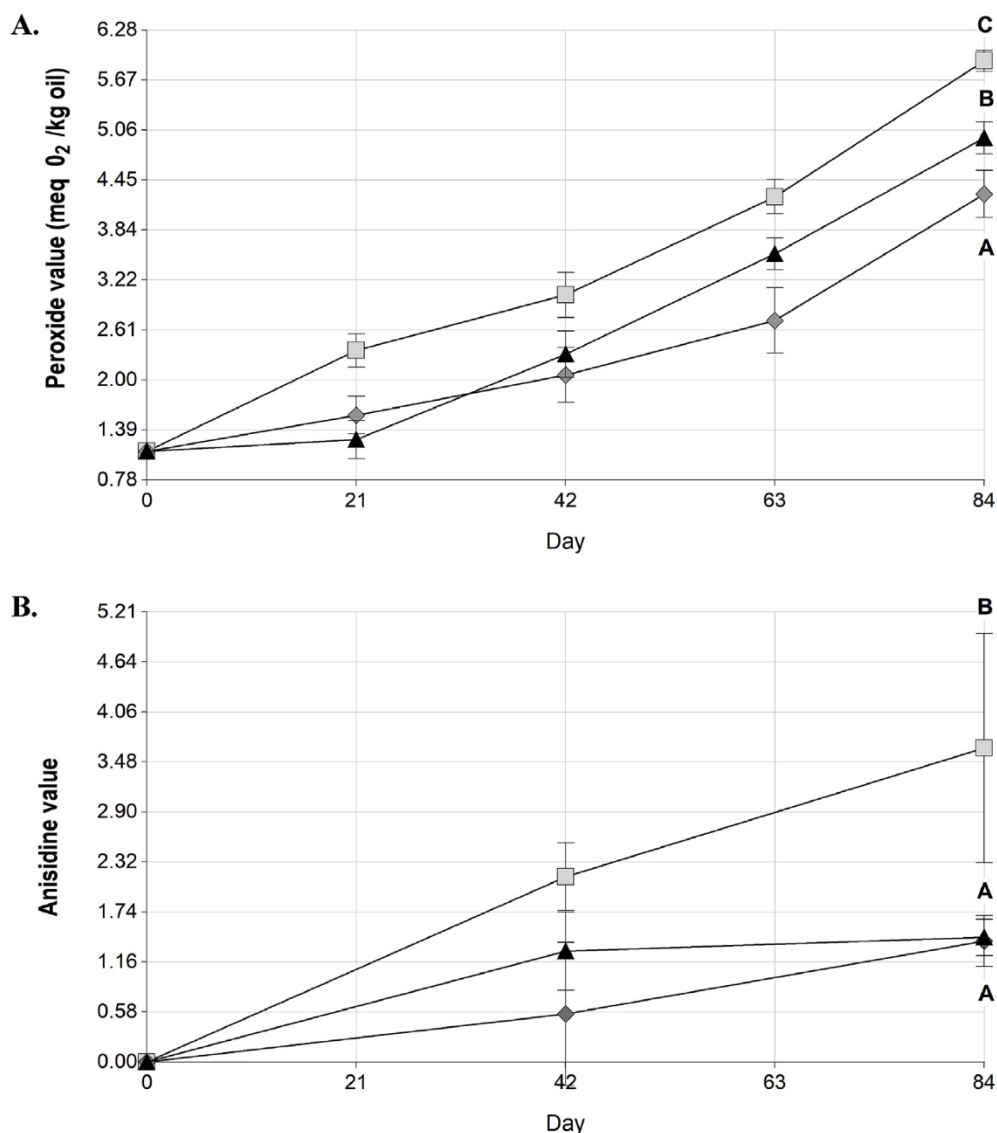 A.
Peroxide value (meq 0₂ /kg oil)
6.28
5.67
5.06
4.45
3.84
3.22
2.61
2.00
1.39
0.78
C
B
A
0 21 42 63 84
Day
B.
Anisidine value
5.21
4.64
4.06
3.48
2.90
2.32
1.74
1.16
0.58
0.00
B
A
A
0 21 42 63 84
Day